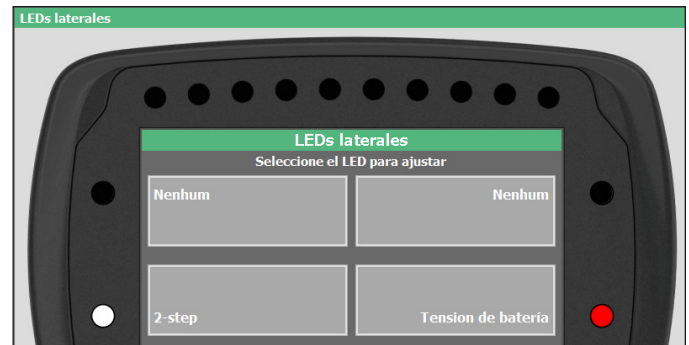 LEDs laterales
LEDs laterales
Seleccione el LED para ajustar
Nenhum
Nenhum
2-step
Tension de batería